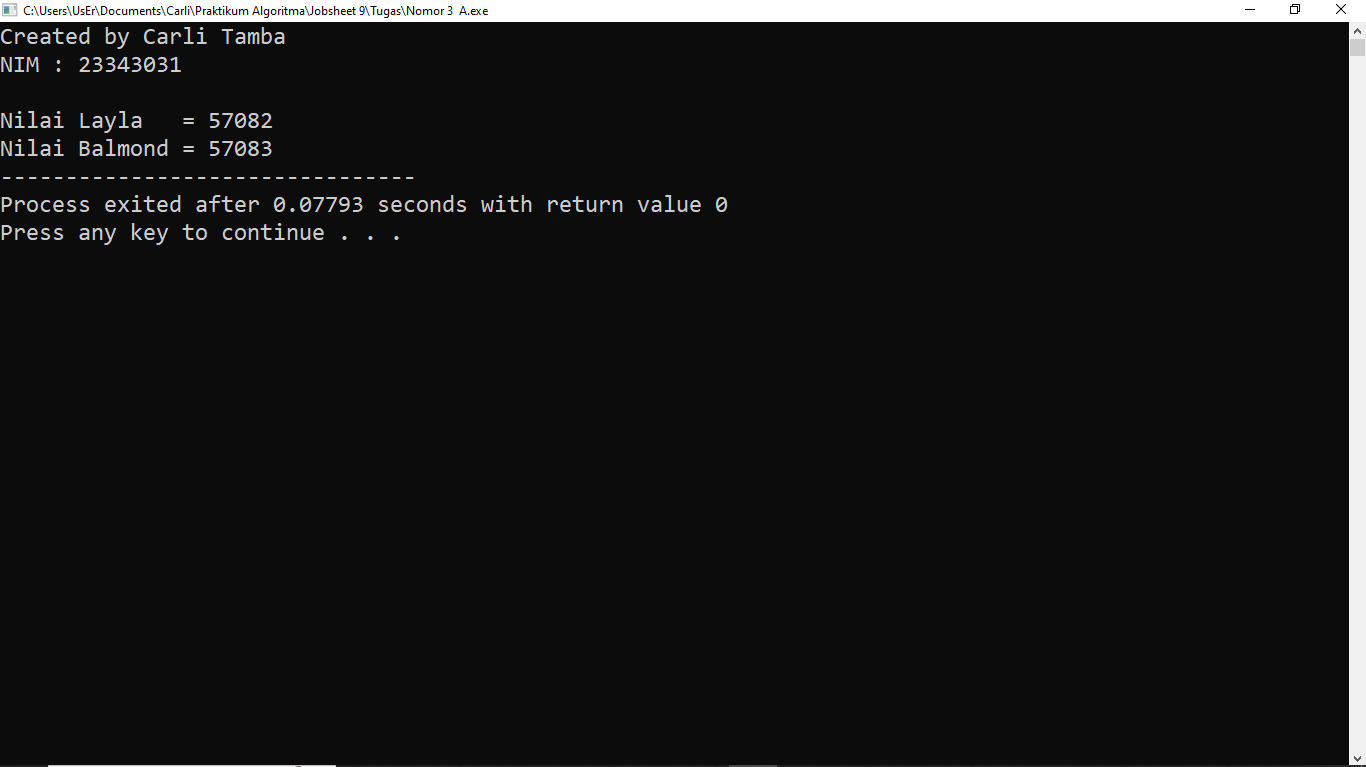 C:\Users\UsEr\Documents\Carli\Praktikum Algoritma\Jobsheet 9\Tugas\Nomor 3  A.exe
Created by Carli Tamba
NIM : 23343031
Nilai Layla   = 57082
Nilai Balmond = 57083
--------------------------------
Process exited after 0.07793 seconds with return value 0
Press any key to continue . . .